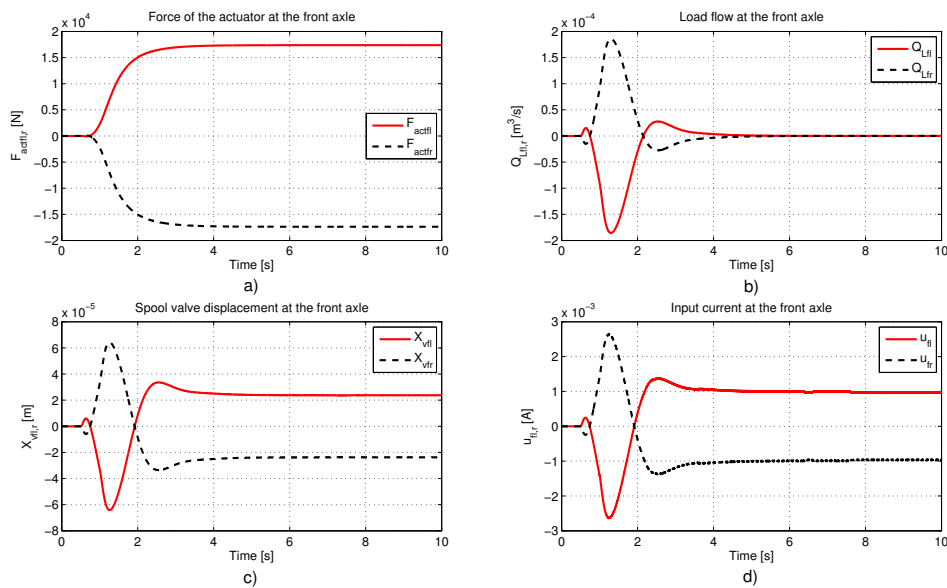 Force of the actuator at the front axle
x 10⁴
2
1.5
1
0.5
0
−0.5
−1
−1.5
−2
F_actfl,r [N]
F_actfl
F_actfr
0 2 4 6 8 10
Time [s]
a)
Load flow at the front axle
x 10⁻⁴
2
1.5
1
0.5
0
−0.5
−1
−1.5
−2
Q_Lfl,r [m³/s]
Q_Lfl
Q_Lfr
0 2 4 6 8 10
Time [s]
b)
Spool valve displacement at the front axle
x 10⁻⁵
8
6
4
2
0
−2
−4
−6
−8
X_vfl,r [m]
X_vfl
X_vfr
0 2 4 6 8 10
Time [s]
c)
Input current at the front axle
x 10⁻³
3
2
1
0
−1
−2
−3
u_fl,r [A]
u_fl
u_fr
0 2 4 6 8 10
Time [s]
d)